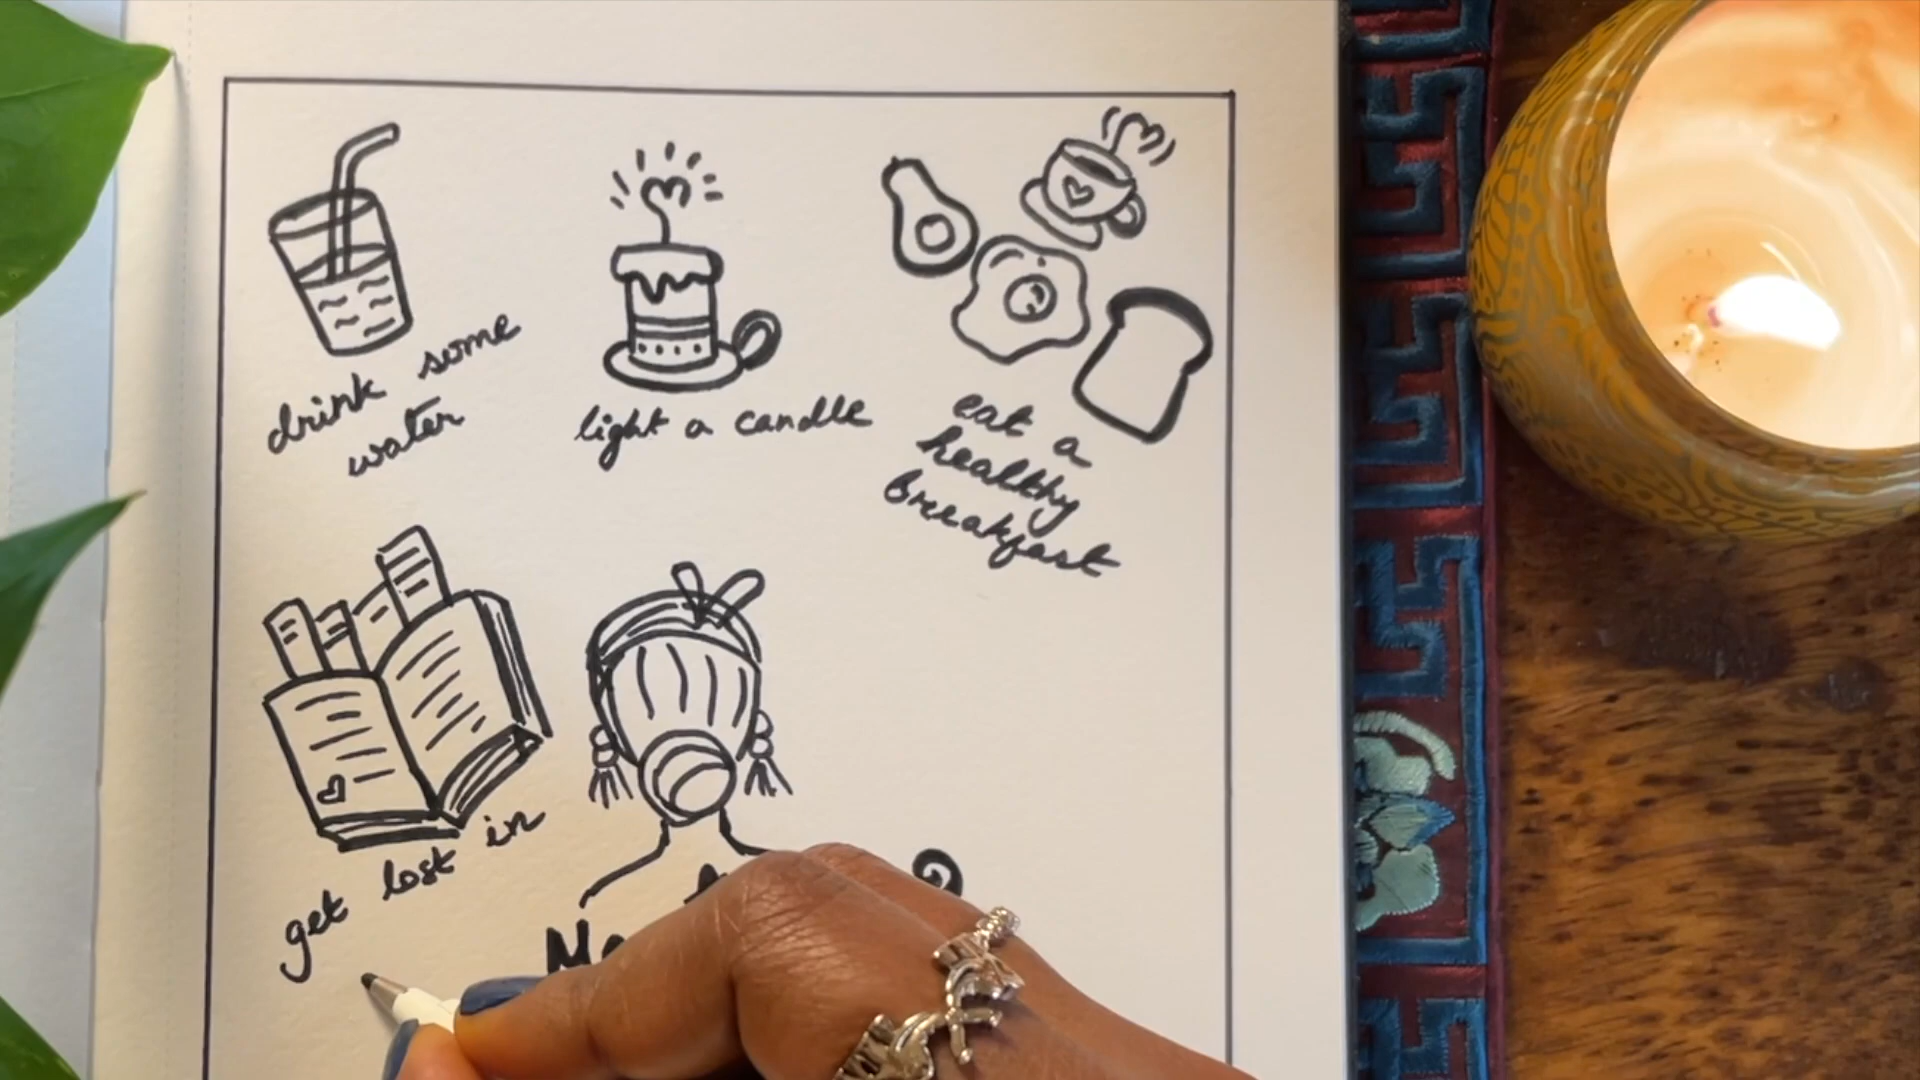 drink some
water
light a candle
eat a
healthy
breakfast
get lost in